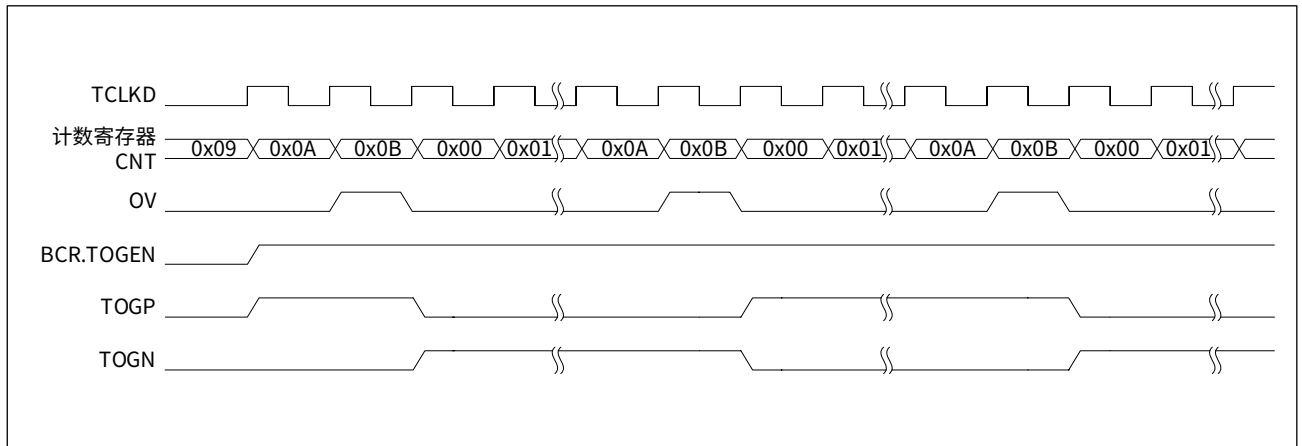 TCLKD
计数寄存器
CNT
0x09 0x0A 0x0B 0x00 0x01 0x0A 0x0B 0x00 0x01 0x0A 0x0B 0x00 0x01
OV
BCR.TOGEN
TOGP
TOGN